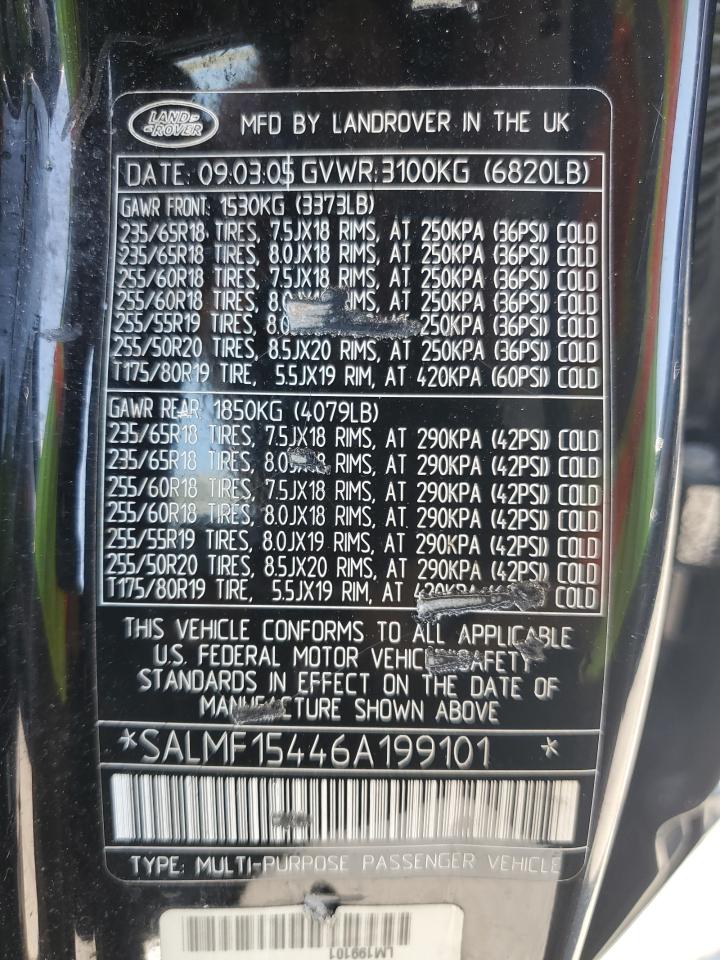 LAND-
-ROVER
MFD BY LANDROVER IN THE UK
DATE: 09.03.05 GVWR:3100KG (6820LB)
GAWR FRONT: 1530KG (3373LB)
235/65R18 TIRES, 7.5JX18 RIMS, AT 250KPA (36PSI) COLD
235/65R18 TIRES, 8.0JX18 RIMS, AT 250KPA (36PSI) COLD
255/60R18 TIRES, 7.5JX18 RIMS, AT 250KPA (36PSI) COLD
255/60R18 TIRES, AT 250KPA (36PSI) COLD
255/55R19 TIRES, 250KPA (36PSI) COLD
255/50R20 TIRES, 8.5JX20 RIMS, AT 250KPA (36PSI) COLD
T175/80R19 TIRE, 5.5JX19 RIM, AT 420KPA (60PSI) COLD
GAWR REAR: 1850KG (4079LB)
235/65R18 TIRES, 7.5JX18 RIMS, AT 290KPA (42PSI) COLD
235/65R18 TIRES, RIMS, AT 290KPA (42PSI) COLD
255/60R18 TIRES, 7.5JX18 RIMS, AT 290KPA (42PSI) COLD
255/60R18 TIRES, 8.0JX18 RIMS, AT 290KPA (42PSI) COLD
255/55R19 TIRES, 8.0JX19 RIMS, AT 290KPA (42PSI) COLD
255/50R20 TIRES, 8.5JX20 RIMS, AT 290KPA (42PSI) COLD
T175/80R19 TIRE, 5.5JX19 RIM, AT 420KPA COLD
THIS VEHICLE CONFORMS TO ALL APPLICABLE
U.S. FEDERAL MOTOR VEHICLE SAFETY
STANDARDS IN EFFECT ON THE DATE OF
MANUFACTURE SHOWN ABOVE
*SALMF15446A199101 *
TYPE: MULTI-PURPOSE PASSENGER VEHICLE
LM199101